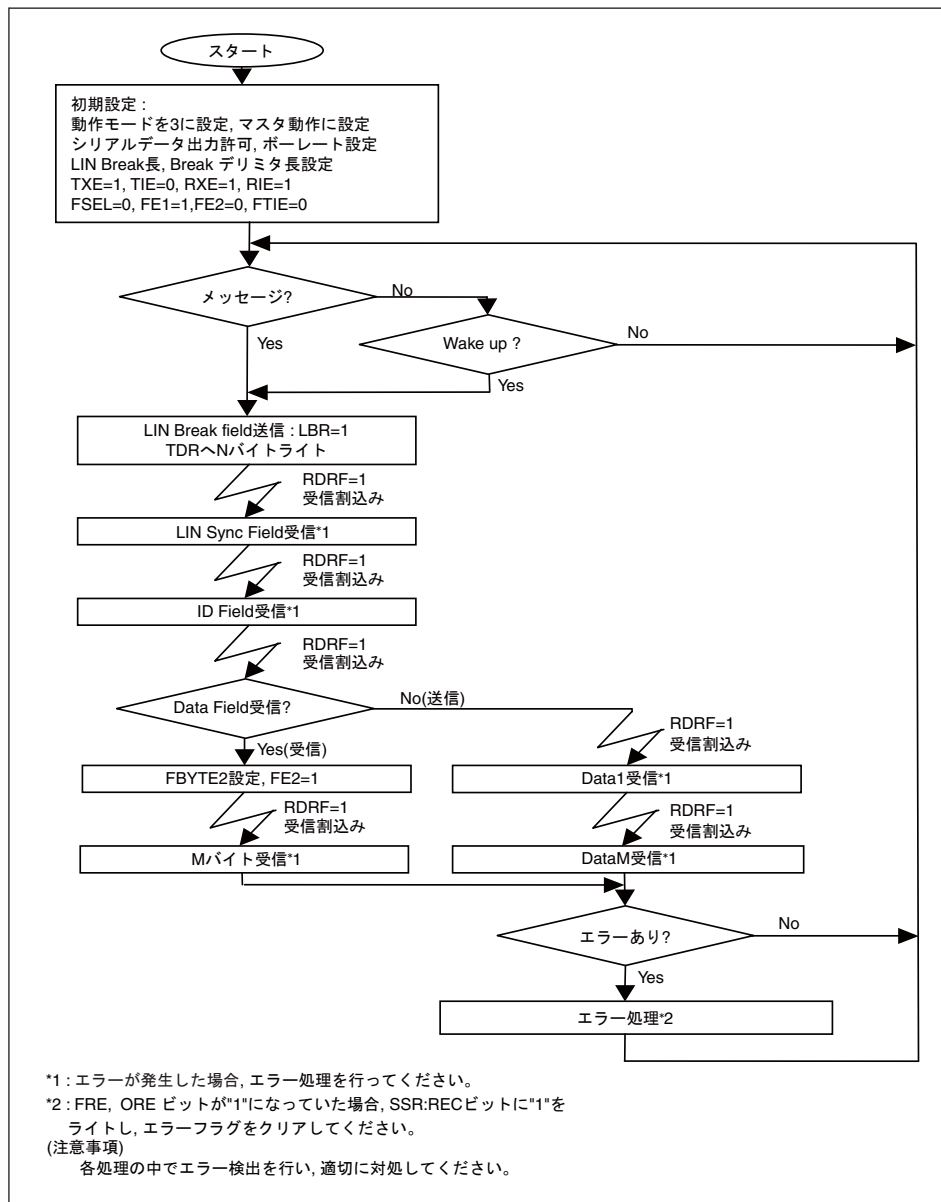 スタート
初期設定 :
動作モードを3に設定, マスタ動作に設定
シリアルデータ出力許可, ボーレート設定
LIN Break長, Break デリミタ長設定
TXE=1, TIE=0, RXE=1, RIE=1
FSEL=0, FE1=1,FE2=0, FTIE=0
メッセージ?
No
Yes
Wake up ?
No
Yes
LIN Break field送信 : LBR=1
TDRへNバイトライト
RDRF=1
受信割込み
LIN Sync Field受信*1
RDRF=1
受信割込み
ID Field受信*1
RDRF=1
受信割込み
Data Field受信?
No(送信)
Yes(受信)
RDRF=1
受信割込み
FBYTE2設定, FE2=1
Data1受信*1
RDRF=1
受信割込み
RDRF=1
受信割込み
Mバイト受信*1
DataM受信*1
エラーあり?
No
Yes
エラー処理*2
*1 : エラーが発生した場合, エラー処理を行ってください。
*2 : FRE, ORE ビットが"1"になっていた場合, SSR:RECビットに"1"を
ライトし, エラーフラグをクリアしてください。
(注意事項)
各処理の中でエラー検出を行い, 適切に対処してください。